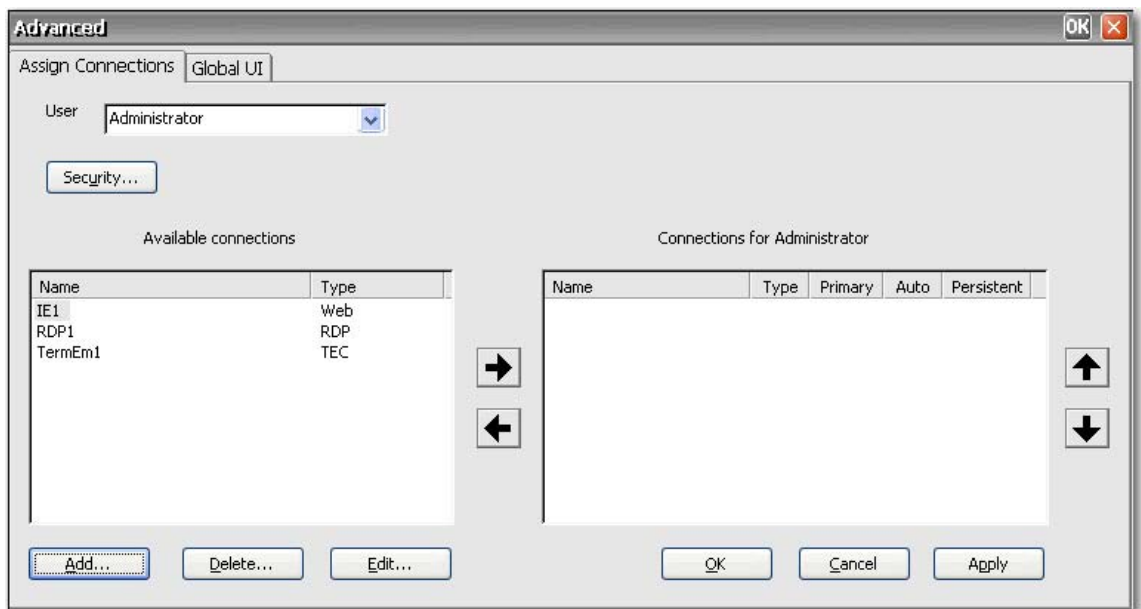 Advanced OK
Assign Connections Global UI
User Administrator
Security...
Available connections Connections for Administrator
Name Type Name Type Primary Auto Persistent
IE1 Web
RDP1 RDP
TermEm1 TEC
Add... Delete... Edit... OK Cancel Apply